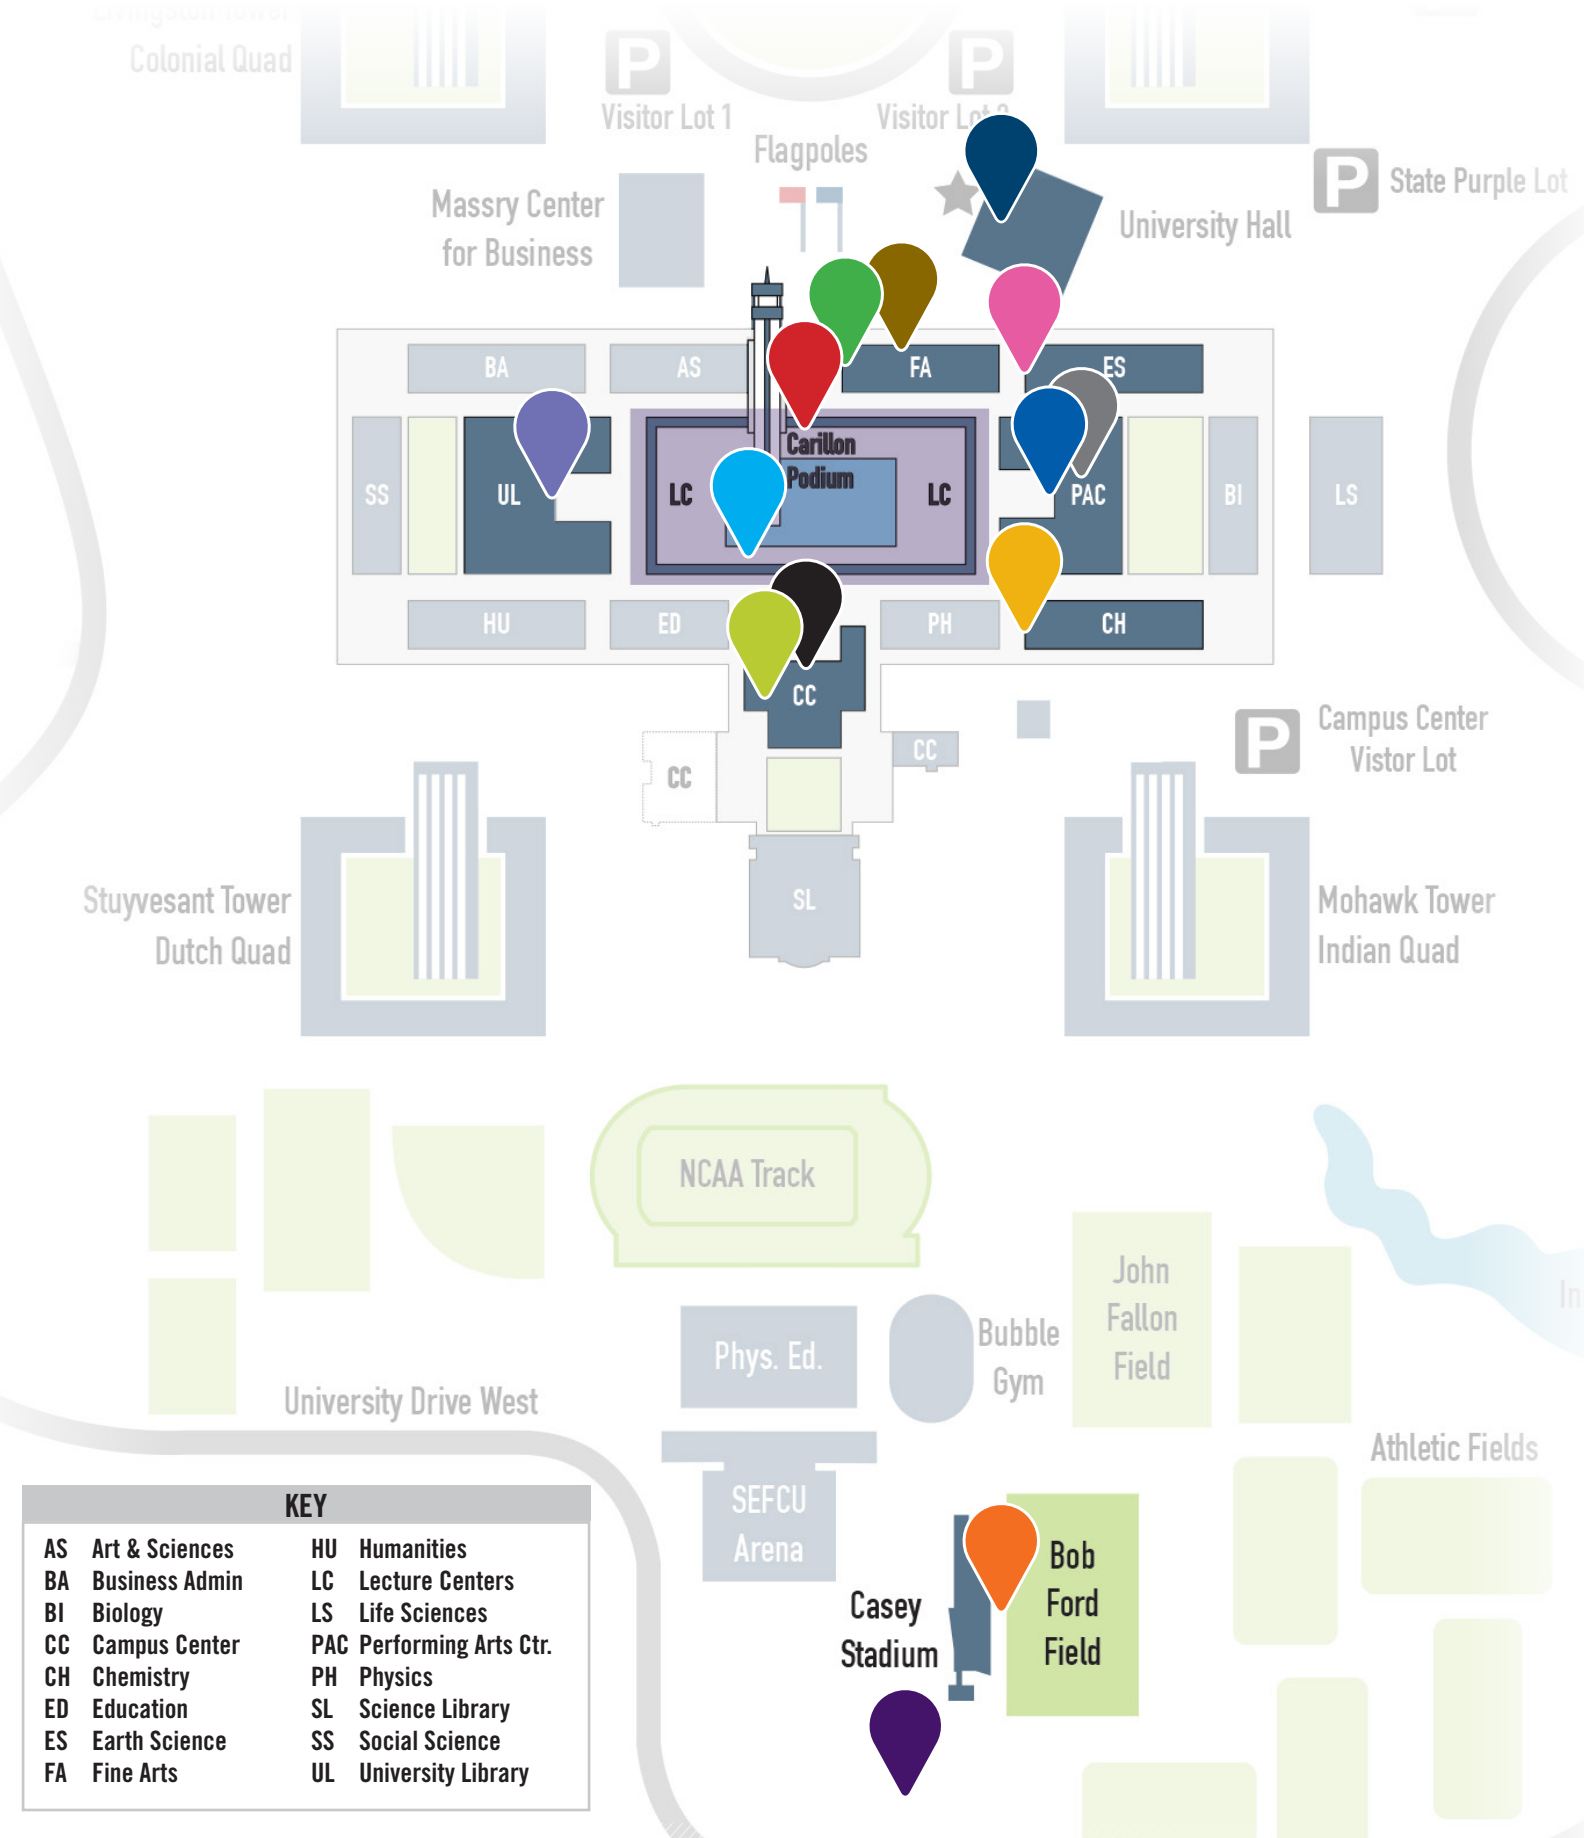 Livingston Tower
Colonial Quad
P
Visitor Lot 1
P
Visitor Lot
Flagpoles
P
State Purple Lot
Massry Center
for Business
University Hall
BA
AS
FA
ES
Carillon
Podium
SS
UL
LC
LC
PAC
BI
LS
HU
ED
PH
CH
CC
CC
CC
P
Campus Center
Vistor Lot
SL
Stuyvesant Tower
Dutch Quad
Mohawk Tower
Indian Quad
NCAA Track
John
Fallon
Field
Bubble
Gym
Phys. Ed.
University Drive West
Athletic Fields
SEFCU
Arena
Bob
Ford
Field
Casey
Stadium
KEY
AS Art & Sciences
BA Business Admin
BI Biology
CC Campus Center
CH Chemistry
ED Education
ES Earth Science
FA Fine Arts
HU Humanities
LC Lecture Centers
LS Life Sciences
PAC Performing Arts Ctr.
PH Physics
SL Science Library
SS Social Science
UL University Library